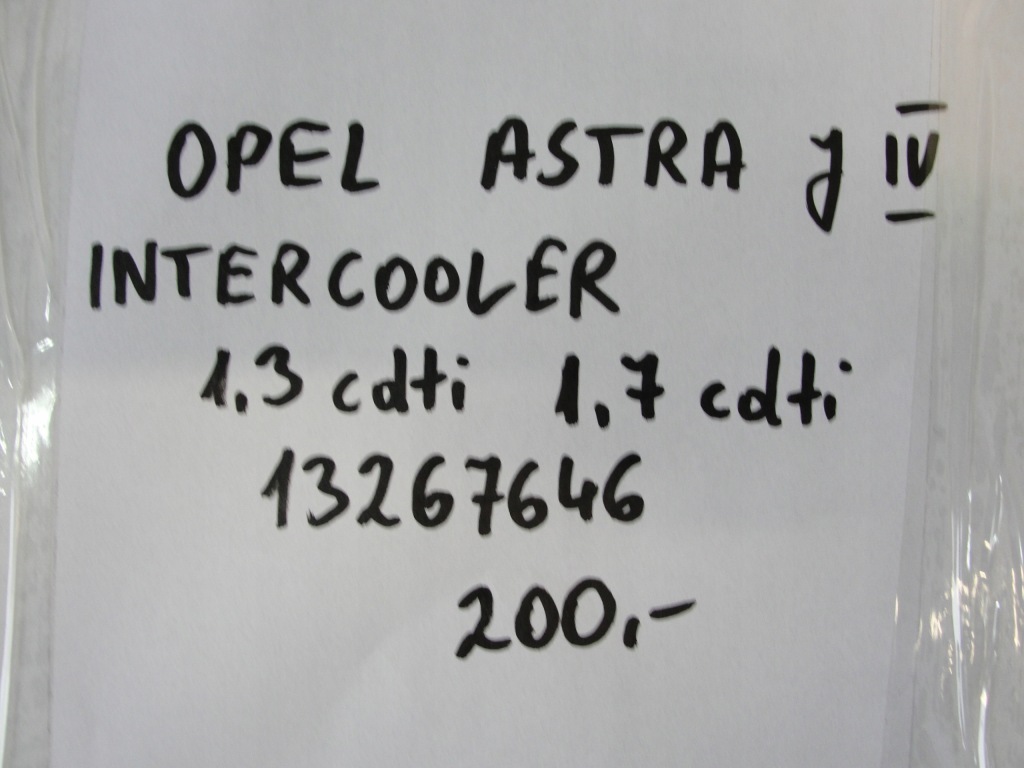 OPEL ASTRA J IV
INTERCOOLER
1.3 cdti 1.7 cdti
13267646
200,-